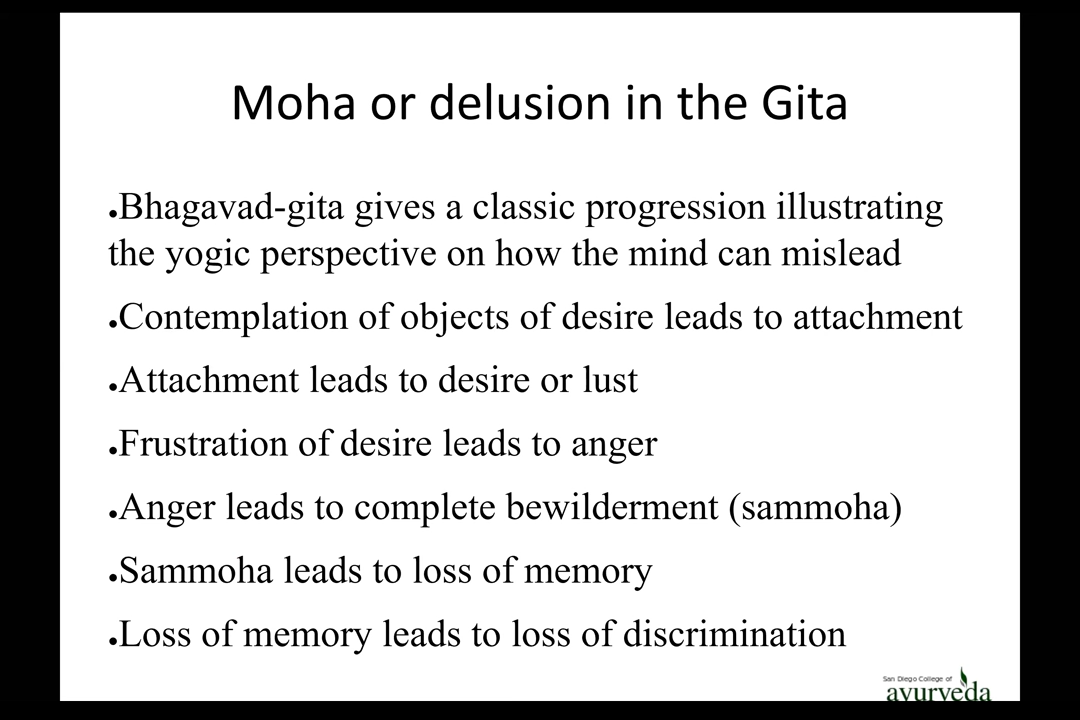 Moha or delusion in the Gita
●Bhagavad-gita gives a classic progression illustrating
the yogic perspective on how the mind can mislead
●Contemplation of objects of desire leads to attachment
●Attachment leads to desire or lust
●Frustration of desire leads to anger
●Anger leads to complete bewilderment (sammoha)
●Sammoha leads to loss of memory
●Loss of memory leads to loss of discrimination
San Diego College of
ayurveda